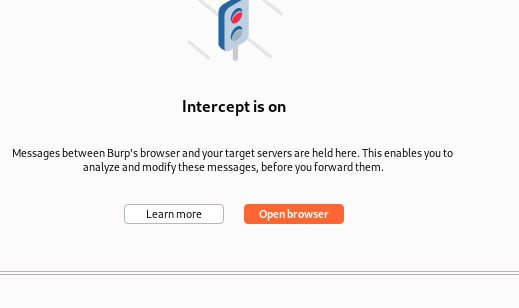 Intercept is on
Messages between Burp's browser and your target servers are held here. This enables you to
analyze and modify these messages, before you forward them.
Learn more
Open browser